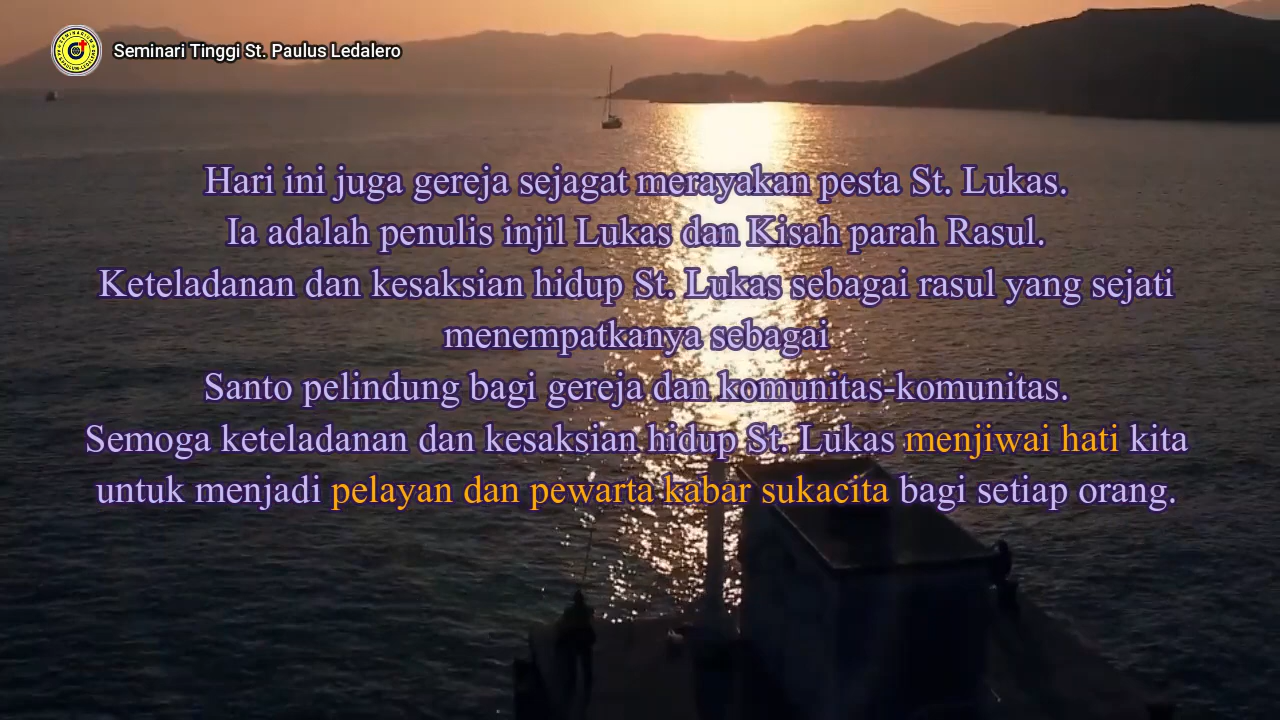 Seminari Tinggi St. Paulus Ledalero
Hari ini juga gereja sejagat merayakan pesta St. Lukas.
Ia adalah penulis injil Lukas dan Kisah parah Rasul.
Keteladanan dan kesaksian hidup St. Lukas sebagai rasul yang sejati
menempatkanya sebagai
Santo pelindung bagi gereja dan komunitas-komunitas.
Semoga keteladanan dan kesaksian hidup St. Lukas menjiwai hati kita
untuk menjadi pelayan dan pewarta kabar sukacita bagi setiap orang.